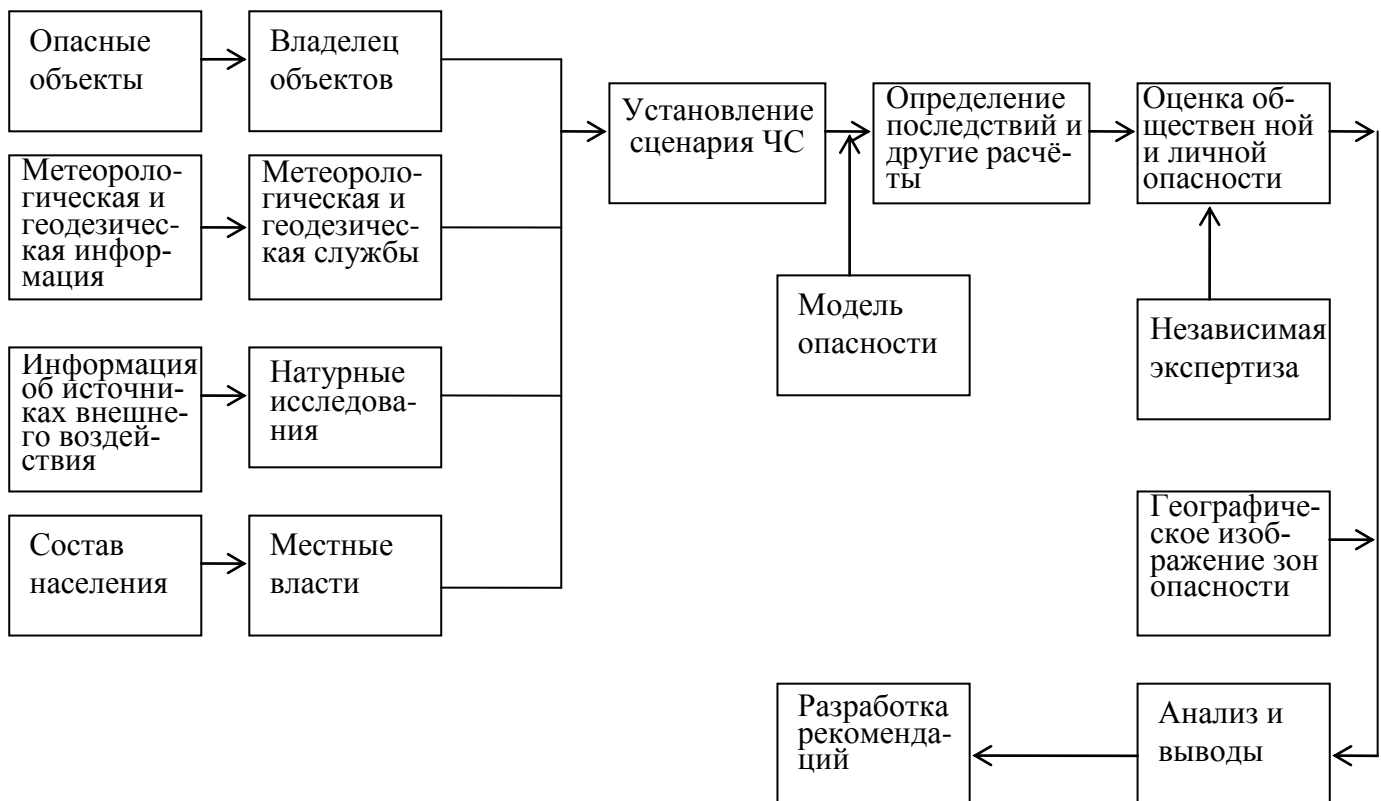 Опасные
объекты
Владелец
объектов
Установление
сценария ЧС
Определение
последствий и
другие расчё-
ты
Оценка об-
ществен ной
и личной
опасности
Метеороло-
гическая и
геодезичес-
кая инфор-
мация
Метеороло-
гическая и
геодезичес-
кая службы
Модель
опасности
Независимая
экспертиза
Информация
об источни-
ках внешне-
го воздей-
ствия
Натурные
исследова-
ния
Состав
населения
Местные
власти
Географиче-
ское изоб-
ражение зон
опасности
Разработка
рекоменда-
ций
Анализ и
выводы